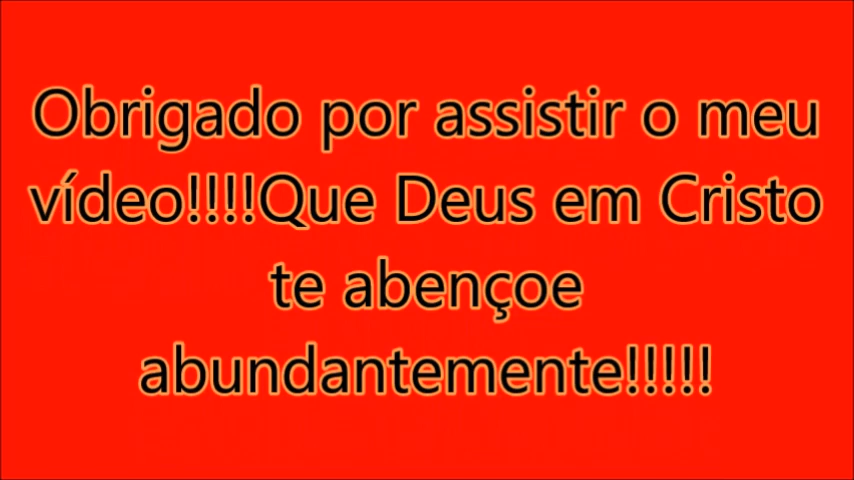 Obrigado por assistir o meu
vídeo!!!!Que Deus em Cristo
te abençoe
abundantemente!!!!!